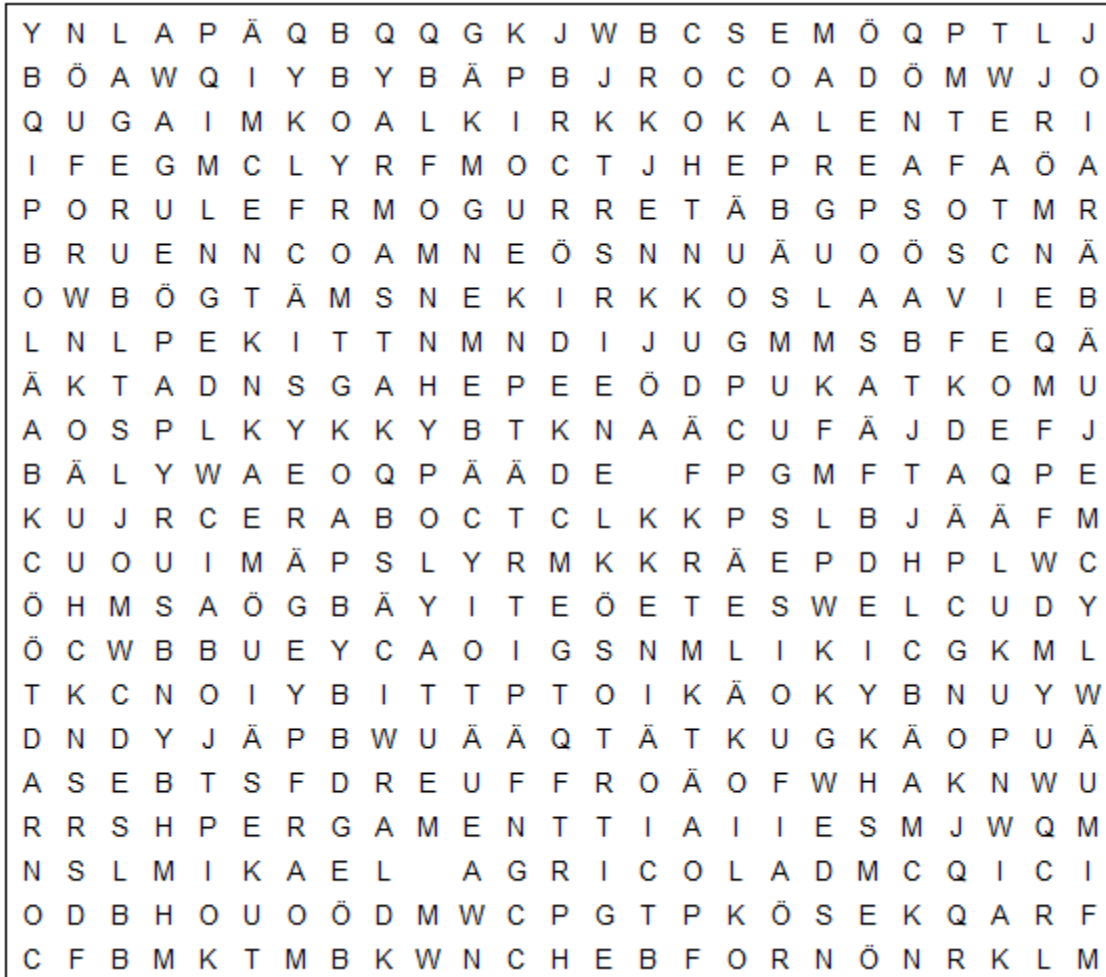 Y N L A P Ä Q B Q Q G K J W B C S E M Ö Q P T L J
B Ö A W Q I Y B Y B Ä P B J R O C O A D Ö M W J O
Q U G A I M K O A L K I R K K O K A L E N T E R I
I F E G M C L Y R F M O C T J H E P R E A F A Ö A
P O R U L E F R M O G U R R E T Ä B G P S O T M R
B R U E N N C O A M N E Ö S N N U Ä U O Ö S C N Ä
O W B Ö G T Ä M S N E K I R K K O S L A A V I E B
L N L P E K I T T N M N D I J U G M M S B F E Q Ä
Ä K T A D N S G A H E P E E Ö D P U K A T K O M U
A O S P L K Y K K Y B T K N A Ä C U F Ä J D E F J
B Ä L Y W A E O Q P Ä Ä D E F P G M F T A Q P E
K U J R C E R A B O C T C L K K P S L B J Ä Ä F M
C U O U I M Ä P S L Y R M K K R Ä E P D H P L W C
Ö H M S A Ö G B Ä Y I T E Ö E T E S W E L C U D Y
Ö C W B B U E Y C A O I G S N M L I K I C G K M L
T K C N O I Y B I T T P T O I K Ä O K Y B N U Y W
D N D Y J Ä P B W U Ä Ä Q T Ä T K U G K Ä O P U Ä
A S E B T S F D R E U F F R O Ä O F W H A K N W U
R R S H P E R G A M E N T T I A I I E S M J W Q M
N S L M I K A E L A G R I C O L A D M C Q I C I
O D B H O U O Ö D M W C P G T P K Ö S E K Q A R F
C F B M K T M B K W N C H E B F O R N Ö N R K L M